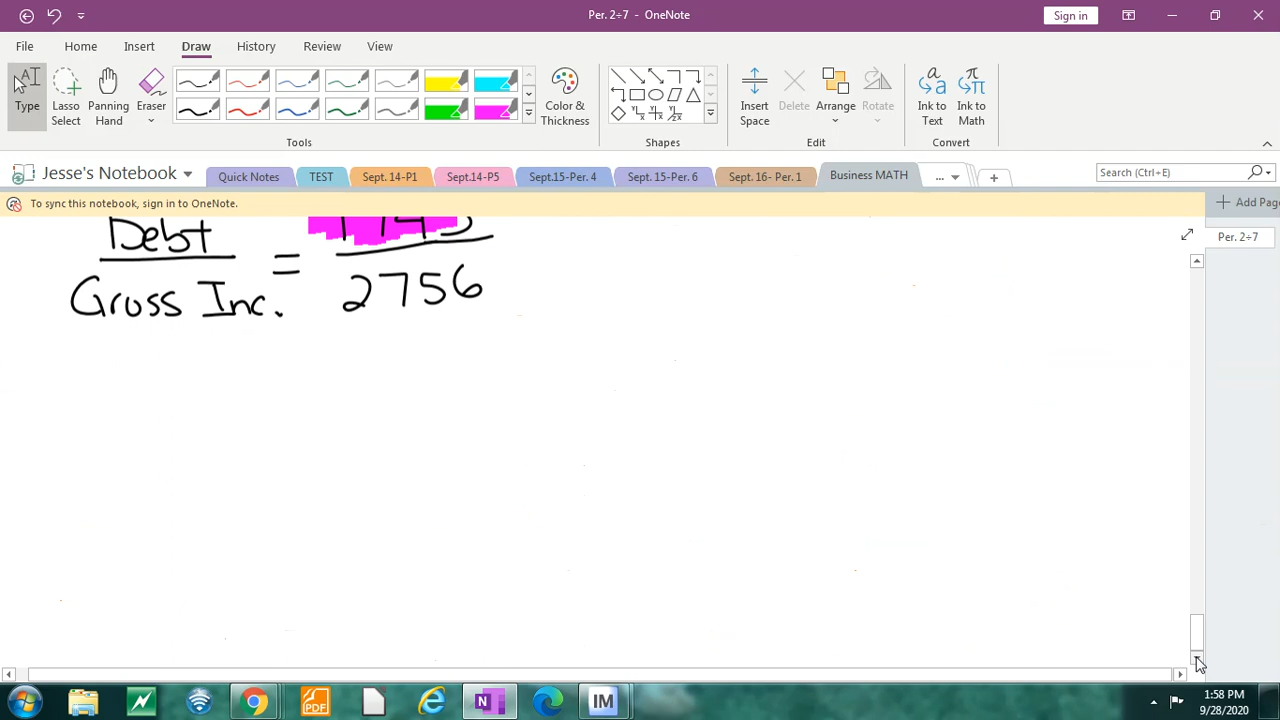 Per. 2÷7 - OneNote
Sign in
File Home Insert Draw History Review View
Type
Lasso Select
Panning Hand
Eraser
Color & Thickness
Insert Space
Delete
Arrange
Rotate
Ink to Text
Ink to Math
Tools
Shapes
Edit
Convert
Jesse's Notebook
Quick Notes
TEST
Sept. 14-P1
Sept.14-P5
Sept.15-Per. 4
Sept. 15-Per. 6
Sept. 16- Per. 1
Business MATH
...
Search (Ctrl+E)
To sync this notebook, sign in to OneNote.
Add Pag
Per. 2÷7
Debt
=
Gross Inc. 2756
1:58 PM
9/28/2020